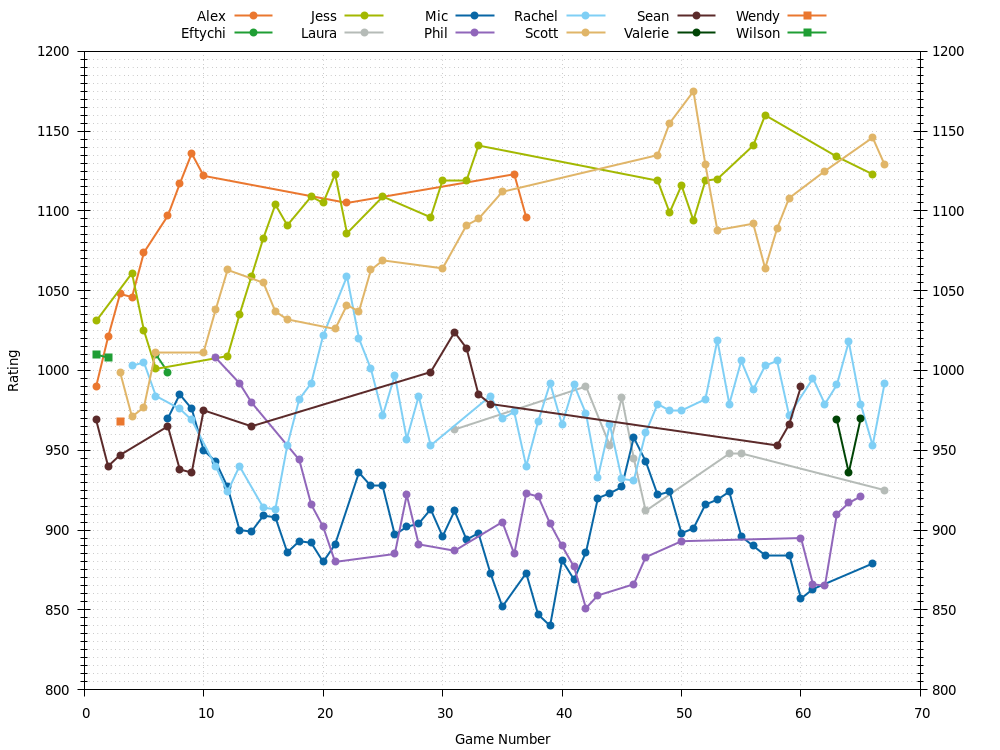 Alex Jess Mic Rachel Sean Wendy
Eftychi Laura Phil Scott Valerie Wilson
1200 1200
1150 1150
1100 1100
1050 1050
1000 1000
950 950
900 900
850 850
800 800
Rating
0 10 20 30 40 50 60 70
Game Number